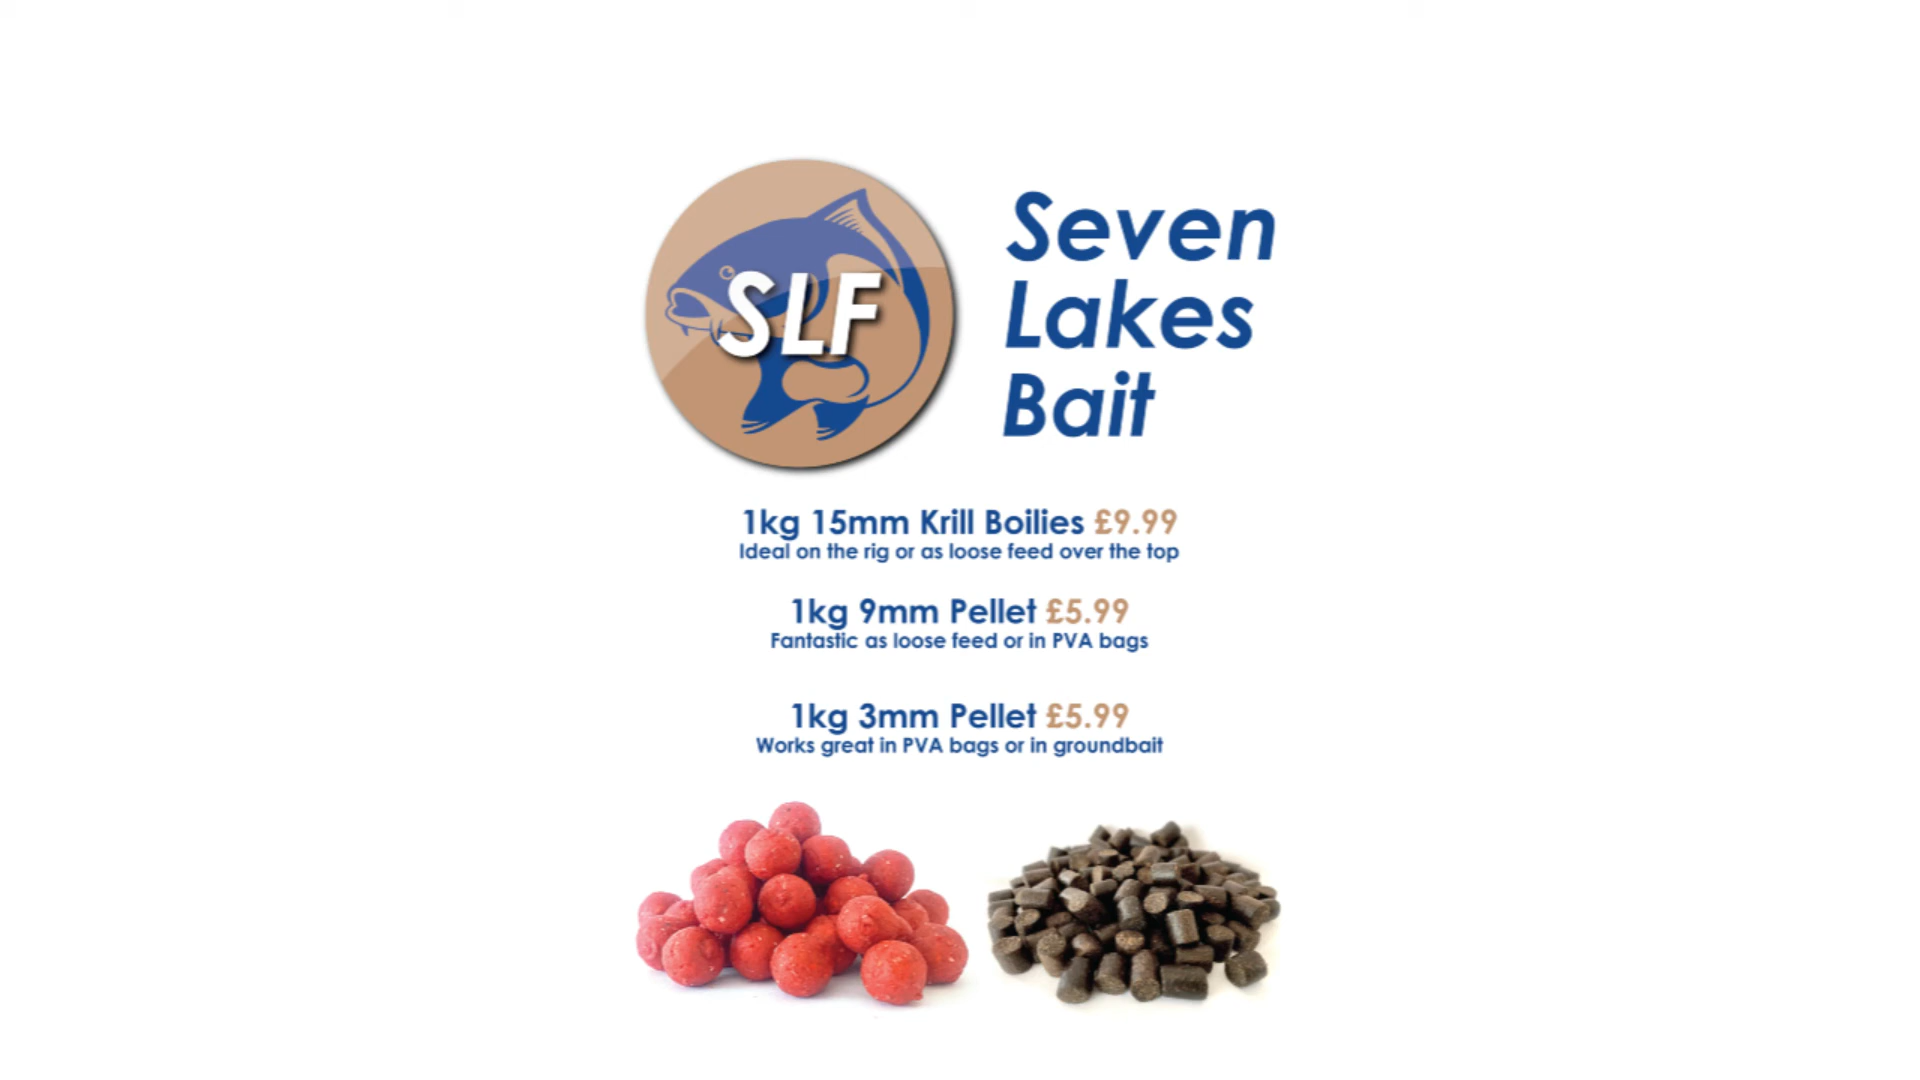 SLF
Seven
Lakes
Bait
1kg 15mm Krill Boilies £9.99
Ideal on the rig or as loose feed over the top
1kg 9mm Pellet £5.99
Fantastic as loose feed or in PVA bags
1kg 3mm Pellet £5.99
Works great in PVA bags or in groundbait